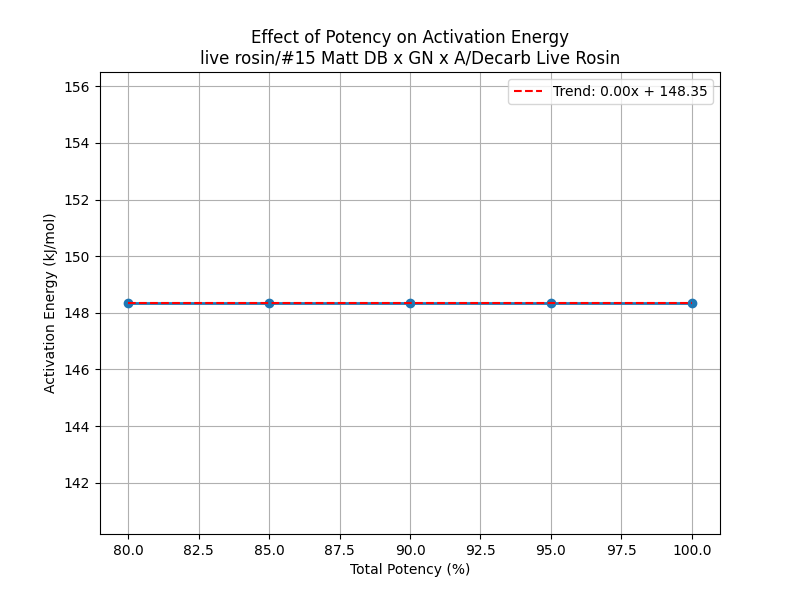 Effect of Potency on Activation Energy
live rosin/#15 Matt DB x GN x A/Decarb Live Rosin
Trend: 0.00x + 148.35
Activation Energy (kJ/mol)
156
154
152
150
148
146
144
142
80.0 82.5 85.0 87.5 90.0 92.5 95.0 97.5 100.0
Total Potency (%)